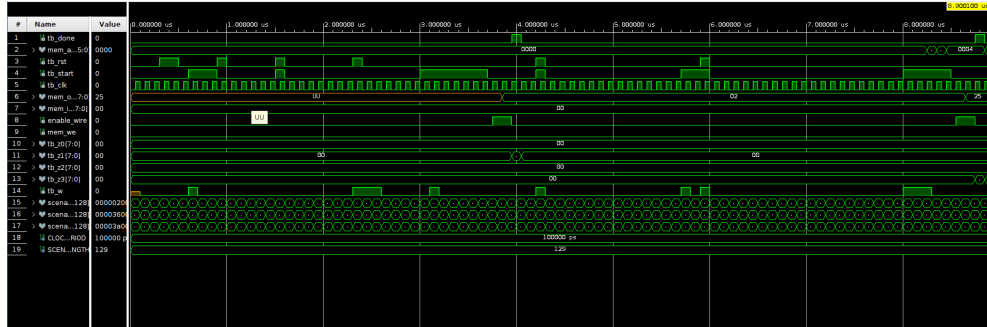 8.900100 us
# Name Value 0.000000 us 1.000000 us 2.000000 us 3.000000 us 4.000000 us 5.000000 us 6.000000 us 7.000000 us 8.000000 us
1 tb_done 0
2 mem_a...5:0] 0000 0000 0004
3 tb_rst 0
4 tb_start 0
5 tb_clk 0
6 mem_o...7:0] 25 UU 02 25
7 mem_i...7:0] 00 00
8 enable_wire 0 UU
9 mem_we 0
10 tb_z0[7:0] 00 00
11 tb_z1[7:0] 00 00 00
12 tb_z2[7:0] 00 00
13 tb_z3[7:0] 00 00
14 tb_w 0
15 scena...128] 00000200
16 scena...128] 00003600
17 scena...128] 00003a00
18 CLOC...RIOD 100000 p 100000 ps
19 SCEN...NGTH 129 129